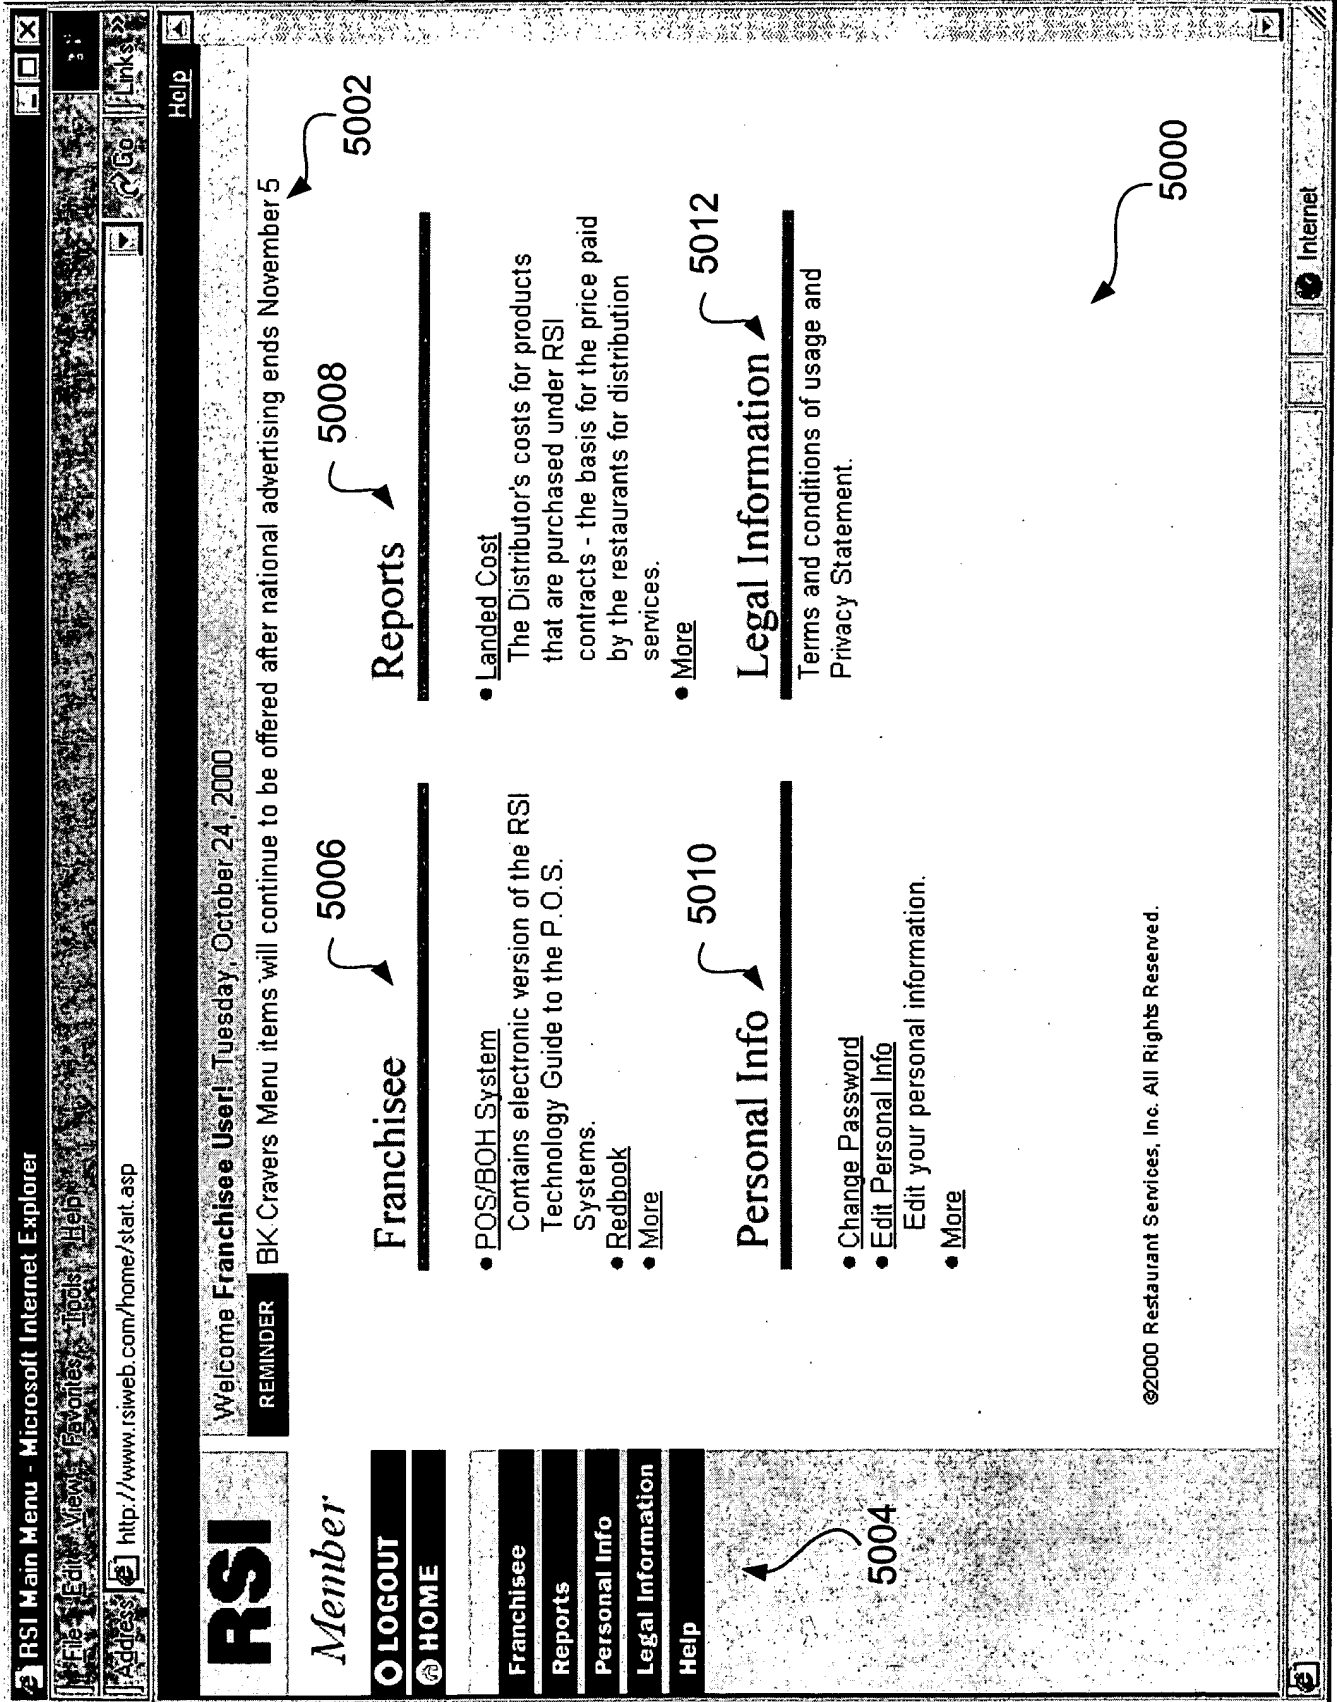 RSI Main Menu - Microsoft Internet Explorer
File Edit View Favorites Tools Help
Address http://www.rsiweb.com/home/start.asp Go Links »
Help
RSI
Welcome Franchisee User! Tuesday, October 24, 2000
REMINDER BK Cravers Menu items will continue to be offered after national advertising ends November 5
5002
Member
LOGOUT
HOME
Franchisee
Reports
Personal Info
Legal Information
Help
5004
Franchisee
5006
• POS/BOH System
Contains electronic version of the RSI
Technology Guide to the P.O.S.
Systems.
• Redbook
• More
Reports
5008
• Landed Cost
The Distributor's costs for products
that are purchased under RSI
contracts - the basis for the price paid
by the restaurants for distribution
services.
• More
Personal Info
5010
• Change Password
• Edit Personal Info
Edit your personal information.
• More
Legal Information
5012
Terms and conditions of usage and
Privacy Statement.
5000
©2000 Restaurant Services, Inc. All Rights Reserved.
Internet